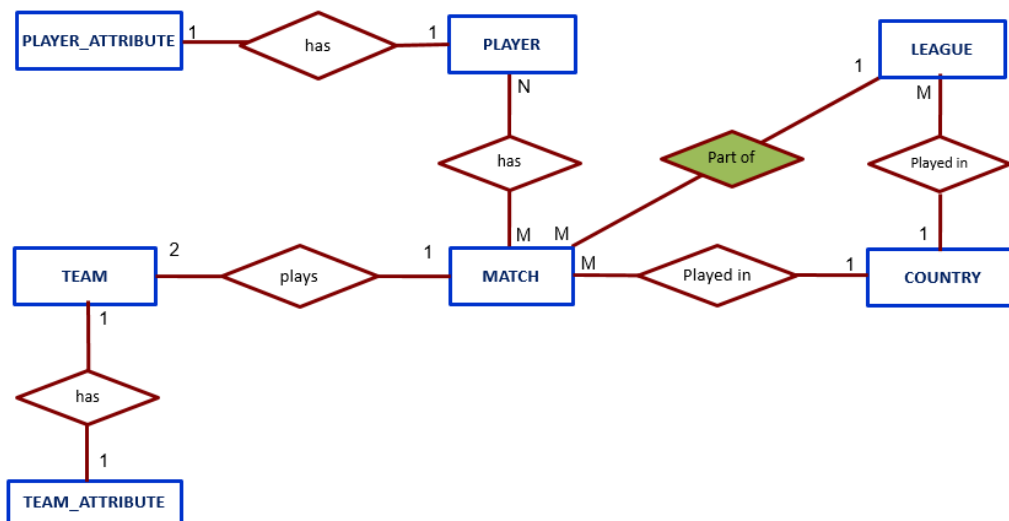 PLAYER_ATTRIBUTE
1
has
1
PLAYER
LEAGUE
1
M
N
has
Part of
Played in
M
M
1
TEAM
2
plays
1
MATCH
M
Played in
1
COUNTRY
1
has
1
TEAM_ATTRIBUTE